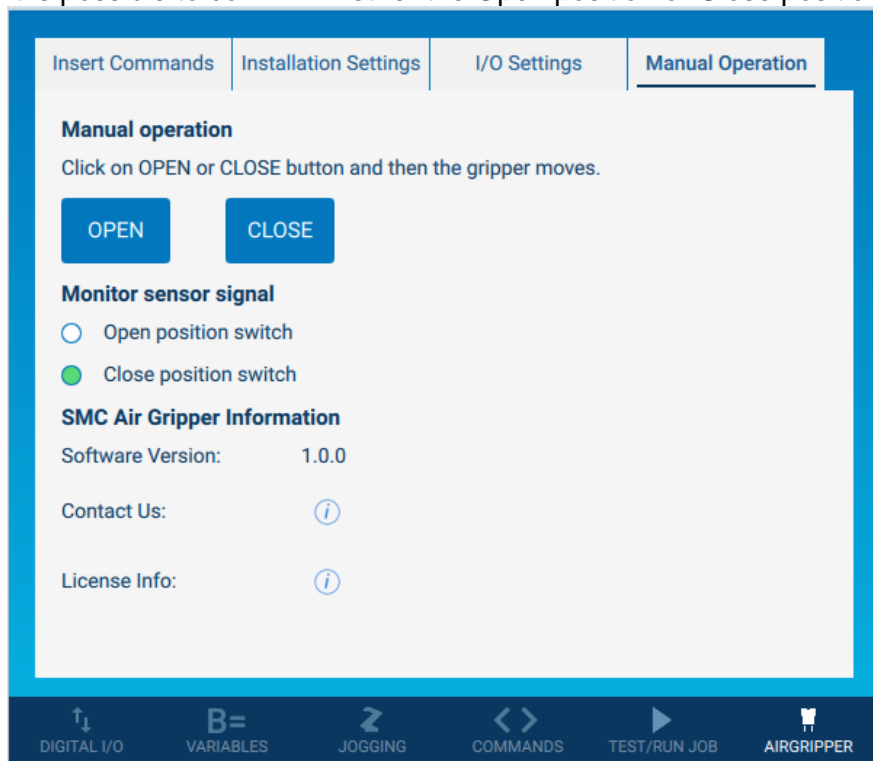 Insert Commands
Installation Settings
I/O Settings
Manual Operation
Manual operation
Click on OPEN or CLOSE button and then the gripper moves.
OPEN
CLOSE
Monitor sensor signal
Open position switch
Close position switch
SMC Air Gripper Information
Software Version: 1.0.0
Contact Us: i
License Info: i
B=
DIGITAL I/O
VARIABLES
JOGGING
COMMANDS
TEST/RUN JOB
AIRGRIPPER